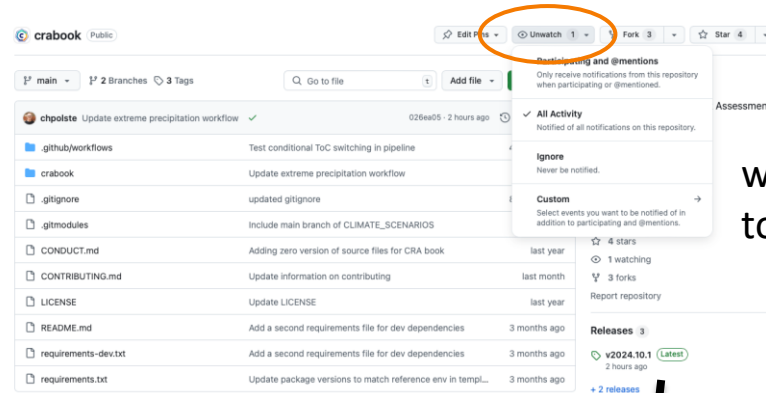 crabook Public
Edit Pins
Unwatch 1
Fork 3
Star 4
main
2 Branches
3 Tags
Go to file
t
Add file
Participating and @mentions
Only receive notifications from this repository
when participating or @mentioned.
All Activity
Notified of all notifications on this repository.
Ignore
Never be notified.
Custom
Select events you want to be notified of in
addition to participating and @mentions.
chpolste Update extreme precipitation workflow
026ea05 · 2 hours ago
.github/workflows Test conditional ToC switching in pipeline
crabook Update extreme precipitation workflow
.gitignore updated gitignore
.gitmodules Include main branch of CLIMATE_SCENARIOS
CONDUCT.md Adding zero version of source files for CRA book last year
CONTRIBUTING.md Update information on contributing last month
LICENSE Update LICENSE last year
README.md Add a second requirements file for dev dependencies 3 months ago
requirements-dev.txt Add a second requirements file for dev dependencies 3 months ago
requirements.txt Update package versions to match reference env in templ... 3 months ago
4 stars
1 watching
3 forks
Report repository
Releases 3
v2024.10.1 Latest
2 hours ago
+ 2 releases